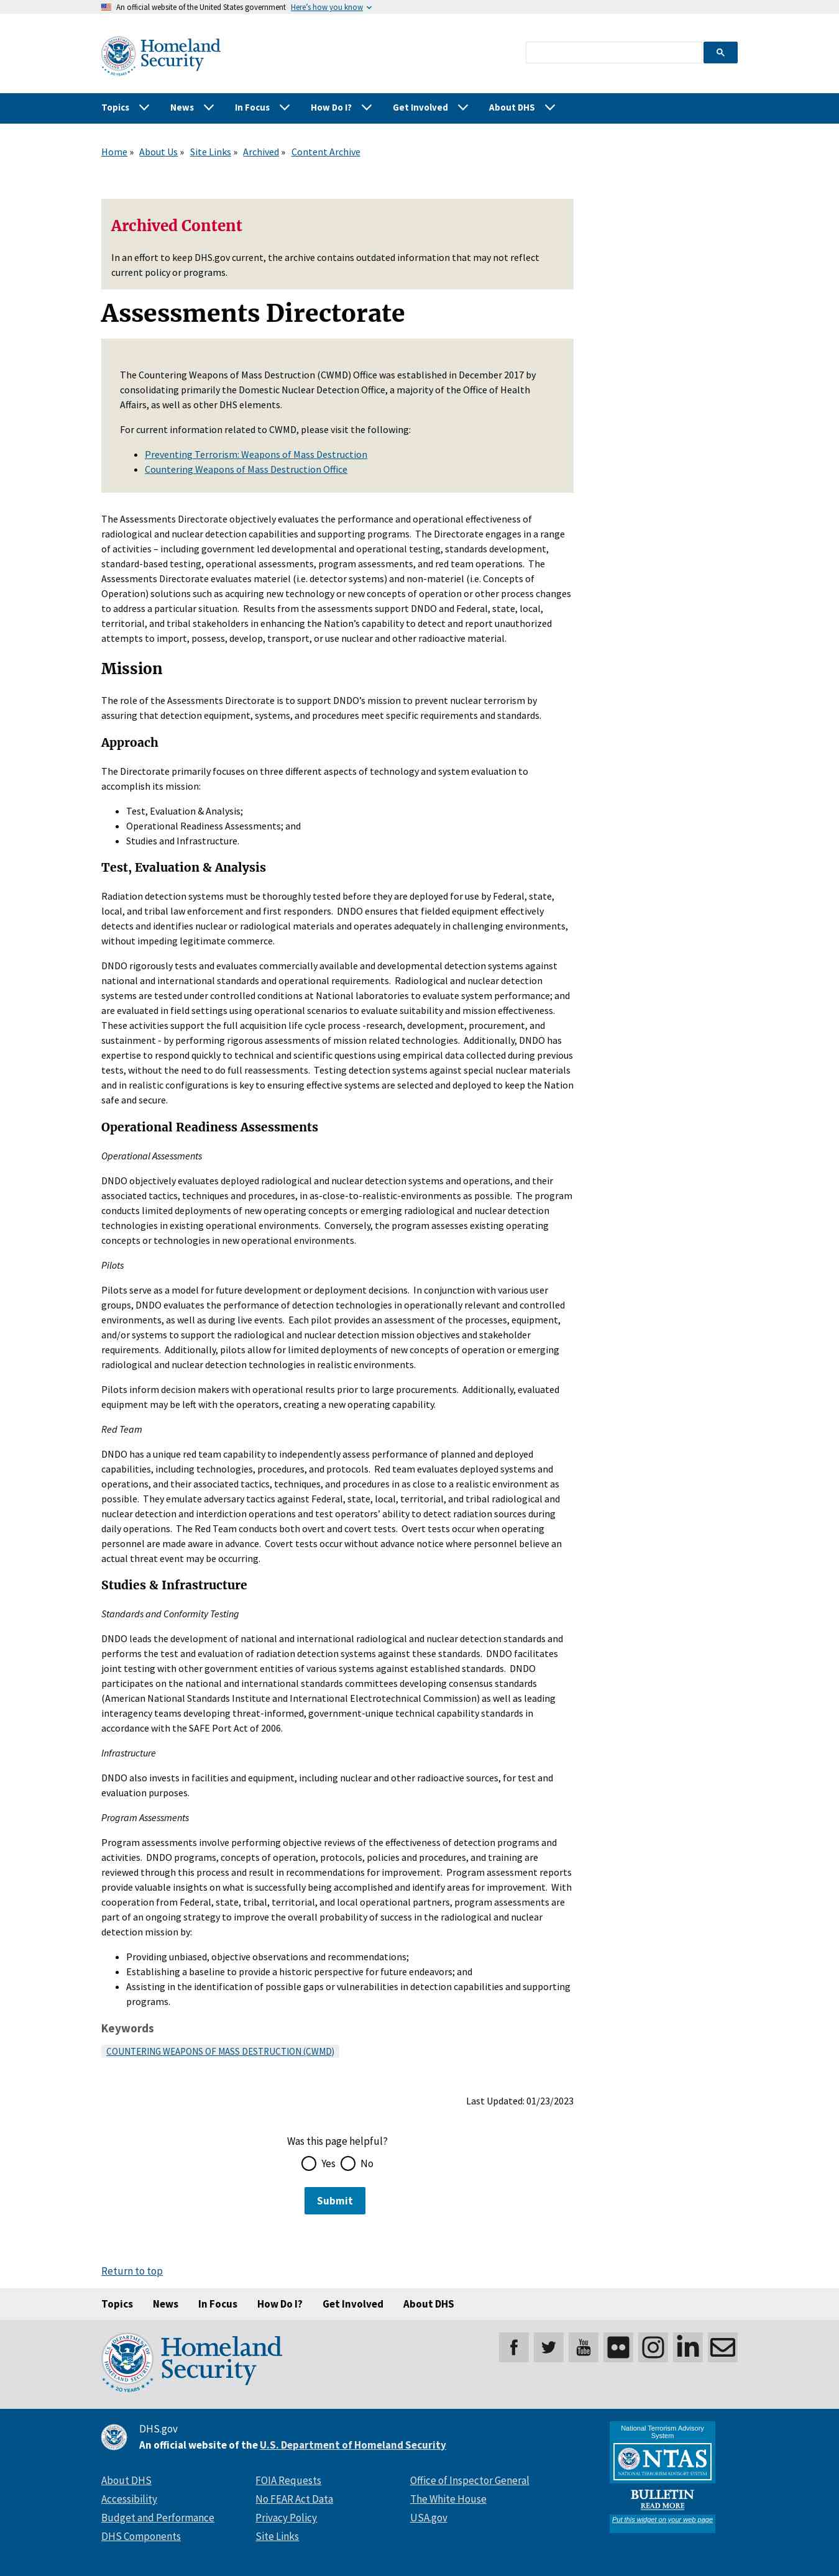 An official website of the United States government Here's how you know
Homeland
Security
Topics News In Focus How Do I? Get Involved About DHS
Home » About Us » Site Links » Archived » Content Archive
Archived Content
In an effort to keep DHS.gov current, the archive contains outdated information that may not reflect
current policy or programs.
Assessments Directorate
The Countering Weapons of Mass Destruction (CWMD) Office was established in December 2017 by
consolidating primarily the Domestic Nuclear Detection Office, a majority of the Office of Health
Affairs, as well as other DHS elements.
For current information related to CWMD, please visit the following:
• Preventing Terrorism: Weapons of Mass Destruction
• Countering Weapons of Mass Destruction Office
The Assessments Directorate objectively evaluates the performance and operational effectiveness of
radiological and nuclear detection capabilities and supporting programs. The Directorate engages in a range
of activities – including government led developmental and operational testing, standards development,
standard-based testing, operational assessments, program assessments, and red team operations. The
Assessments Directorate evaluates materiel (i.e. detector systems) and non-materiel (i.e. Concepts of
Operation) solutions such as acquiring new technology or new concepts of operation or other process changes
to address a particular situation. Results from the assessments support DNDO and Federal, state, local,
territorial, and tribal stakeholders in enhancing the Nation's capability to detect and report unauthorized
attempts to import, possess, develop, transport, or use nuclear and other radioactive material.
Mission
The role of the Assessments Directorate is to support DNDO's mission to prevent nuclear terrorism by
assuring that detection equipment, systems, and procedures meet specific requirements and standards.
Approach
The Directorate primarily focuses on three different aspects of technology and system evaluation to
accomplish its mission:
• Test, Evaluation & Analysis;
• Operational Readiness Assessments; and
• Studies and Infrastructure.
Test, Evaluation & Analysis
Radiation detection systems must be thoroughly tested before they are deployed for use by Federal, state,
local, and tribal law enforcement and first responders. DNDO ensures that fielded equipment effectively
detects and identifies nuclear or radiological materials and operates adequately in challenging environments,
without impeding legitimate commerce.
DNDO rigorously tests and evaluates commercially available and developmental detection systems against
national and international standards and operational requirements. Radiological and nuclear detection
systems are tested under controlled conditions at National laboratories to evaluate system performance; and
are evaluated in field settings using operational scenarios to evaluate suitability and mission effectiveness.
These activities support the full acquisition life cycle process -research, development, procurement, and
sustainment - by performing rigorous assessments of mission related technologies. Additionally, DNDO has
expertise to respond quickly to technical and scientific questions using empirical data collected during previous
tests, without the need to do full reassessments. Testing detection systems against special nuclear materials
and in realistic configurations is key to ensuring effective systems are selected and deployed to keep the Nation
safe and secure.
Operational Readiness Assessments
Operational Assessments
DNDO objectively evaluates deployed radiological and nuclear detection systems and operations, and their
associated tactics, techniques and procedures, in as-close-to-realistic-environments as possible. The program
conducts limited deployments of new operating concepts or emerging radiological and nuclear detection
technologies in existing operational environments. Conversely, the program assesses existing operating
concepts or technologies in new operational environments.
Pilots
Pilots serve as a model for future development or deployment decisions. In conjunction with various user
groups, DNDO evaluates the performance of detection technologies in operationally relevant and controlled
environments, as well as during live events. Each pilot provides an assessment of the processes, equipment,
and/or systems to support the radiological and nuclear detection mission objectives and stakeholder
requirements. Additionally, pilots allow for limited deployments of new concepts of operation or emerging
radiological and nuclear detection technologies in realistic environments.
Pilots inform decision makers with operational results prior to large procurements. Additionally, evaluated
equipment may be left with the operators, creating a new operating capability.
Red Team
DNDO has a unique red team capability to independently assess performance of planned and deployed
capabilities, including technologies, procedures, and protocols. Red team evaluates deployed systems and
operations, and their associated tactics, techniques, and procedures in as close to a realistic environment as
possible. They emulate adversary tactics against Federal, state, local, territorial, and tribal radiological and
nuclear detection and interdiction operations and test operators' ability to detect radiation sources during
daily operations. The Red Team conducts both overt and covert tests. Overt tests occur when operating
personnel are made aware in advance. Covert tests occur without advance notice where personnel believe an
actual threat event may be occurring.
Studies & Infrastructure
Standards and Conformity Testing
DNDO leads the development of national and international radiological and nuclear detection standards and
performs the test and evaluation of radiation detection systems against these standards. DNDO facilitates
joint testing with other government entities of various systems against established standards. DNDO
participates on the national and international standards committees developing consensus standards
(American National Standards Institute and International Electrotechnical Commission) as well as leading
interagency teams developing threat-informed, government-unique technical capability standards in
accordance with the SAFE Port Act of 2006.
Infrastructure
DNDO also invests in facilities and equipment, including nuclear and other radioactive sources, for test and
evaluation purposes.
Program Assessments
Program assessments involve performing objective reviews of the effectiveness of detection programs and
activities. DNDO programs, concepts of operation, protocols, policies and procedures, and training are
reviewed through this process and result in recommendations for improvement. Program assessment reports
provide valuable insights on what is successfully being accomplished and identify areas for improvement. With
cooperation from Federal, state, tribal, territorial, and local operational partners, program assessments are
part of an ongoing strategy to improve the overall probability of success in the radiological and nuclear
detection mission by:
• Providing unbiased, objective observations and recommendations;
• Establishing a baseline to provide a historic perspective for future endeavors; and
• Assisting in the identification of possible gaps or vulnerabilities in detection capabilities and supporting
programs.
Keywords
COUNTERING WEAPONS OF MASS DESTRUCTION (CWMD)
Last Updated: 01/23/2023
Was this page helpful?
Yes No
Submit
Return to top
Topics News In Focus How Do I? Get Involved About DHS
Homeland
Security
You
Tube
DHS.gov
An official website of the U.S. Department of Homeland Security
About DHS FOIA Requests Office of Inspector General
Accessibility No FEAR Act Data The White House
Budget and Performance Privacy Policy USA.gov
DHS Components Site Links
National Terrorism Advisory
System
NTAS
NATIONAL TERRORISM ADVISORY SYSTEM
BULLETIN
READ MORE
Put this widget on your web page